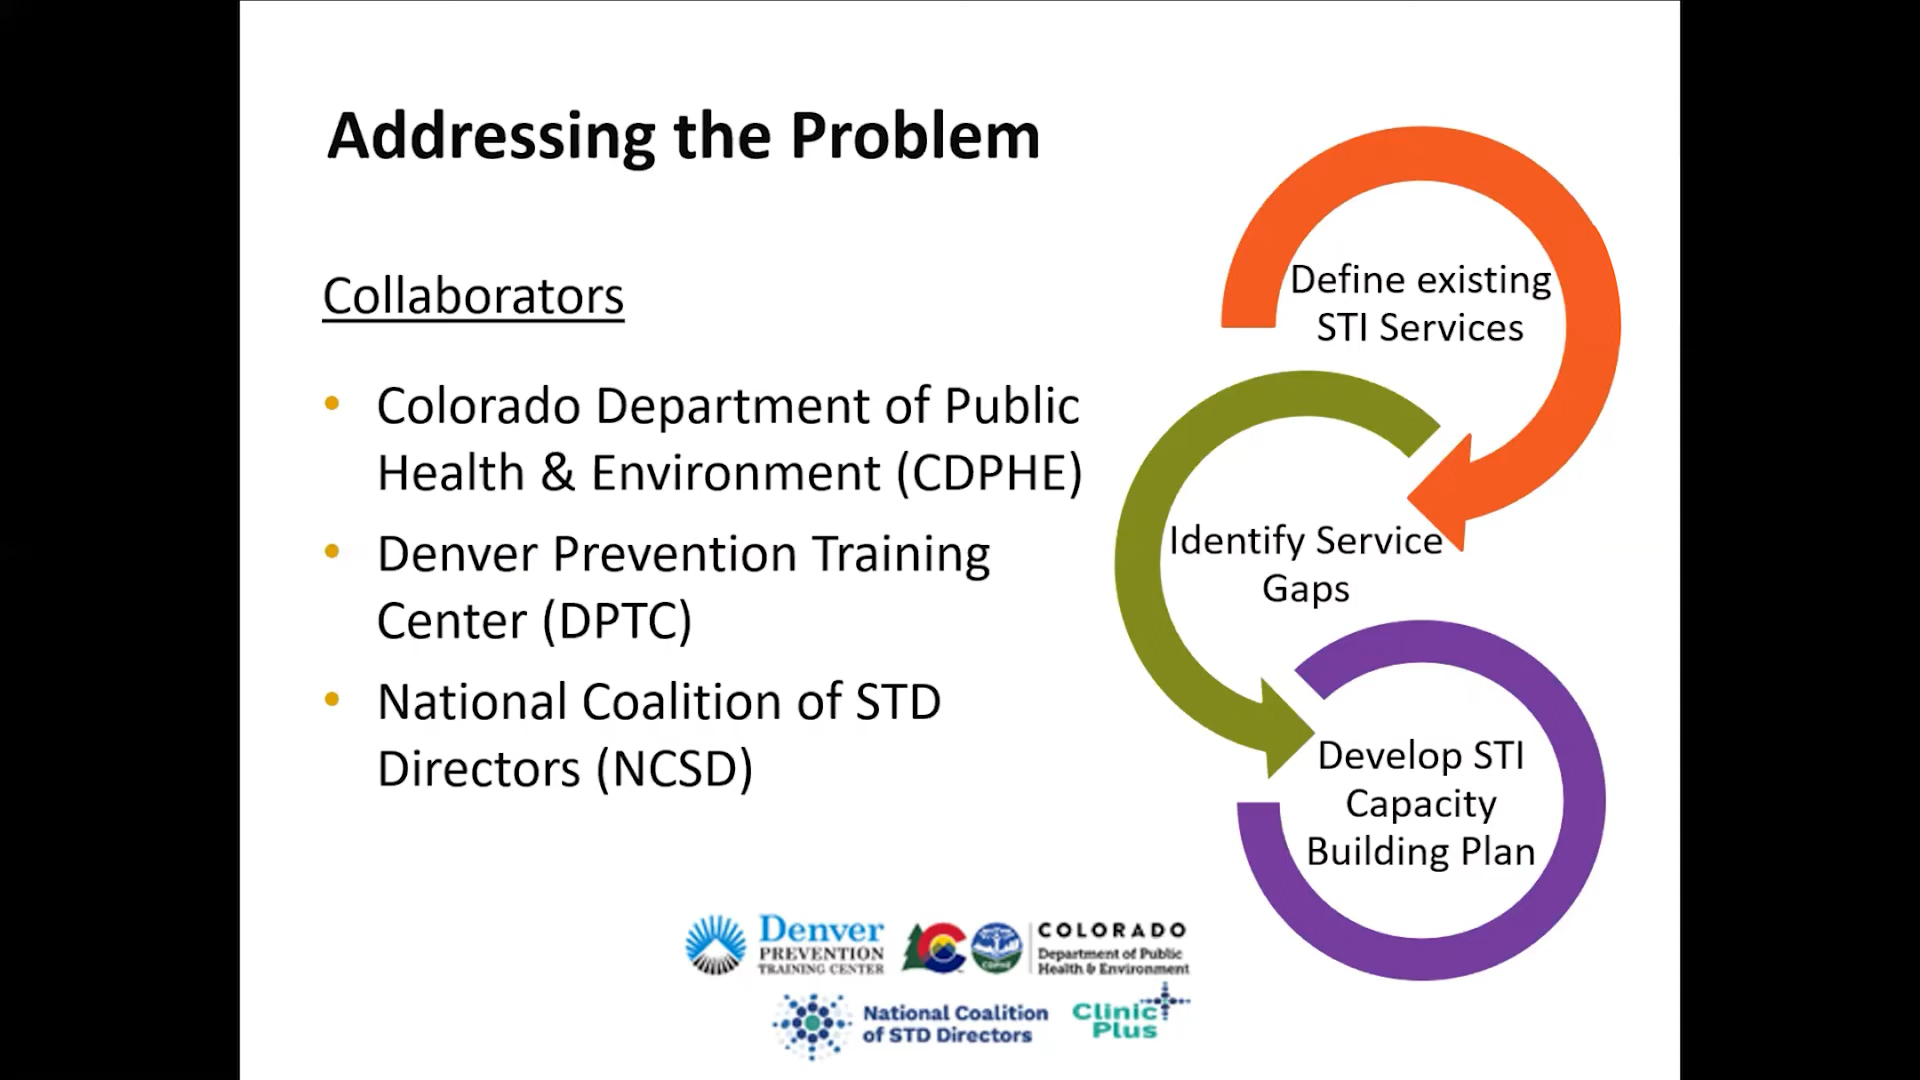 Addressing the Problem
Collaborators
• Colorado Department of Public
Health & Environment (CDPHE)
• Denver Prevention Training
Center (DPTC)
• National Coalition of STD
Directors (NCSD)
Define existing
STI Services
Identify Service
Gaps
Develop STI
Capacity
Building Plan
Denver
PREVENTION
TRAINING CENTER
CDPHE
COLORADO
Department of Public
Health & Environment
National Coalition
of STD Directors
Clinic
Plus